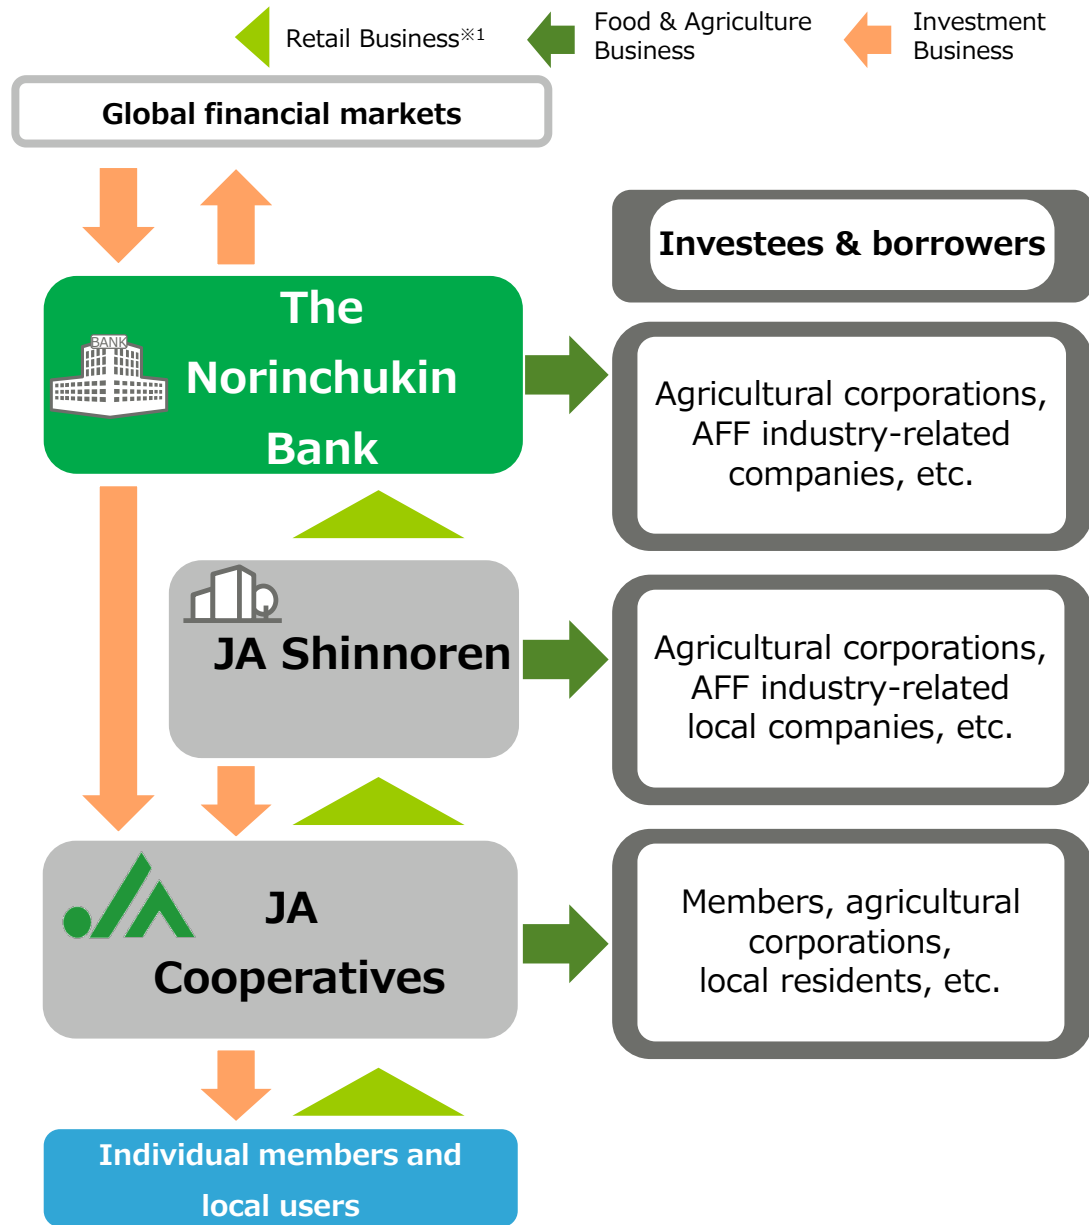 Retail Business※1
Food & Agriculture
Business
Investment
Business
Global financial markets
Investees & borrowers
The
Norinchukin
Bank
BANK
Agricultural corporations,
AFF industry-related
companies, etc.
JA Shinnoren
Agricultural corporations,
AFF industry-related
local companies, etc.
JA
Cooperatives
Members, agricultural
corporations,
local residents, etc.
Individual members and
local users